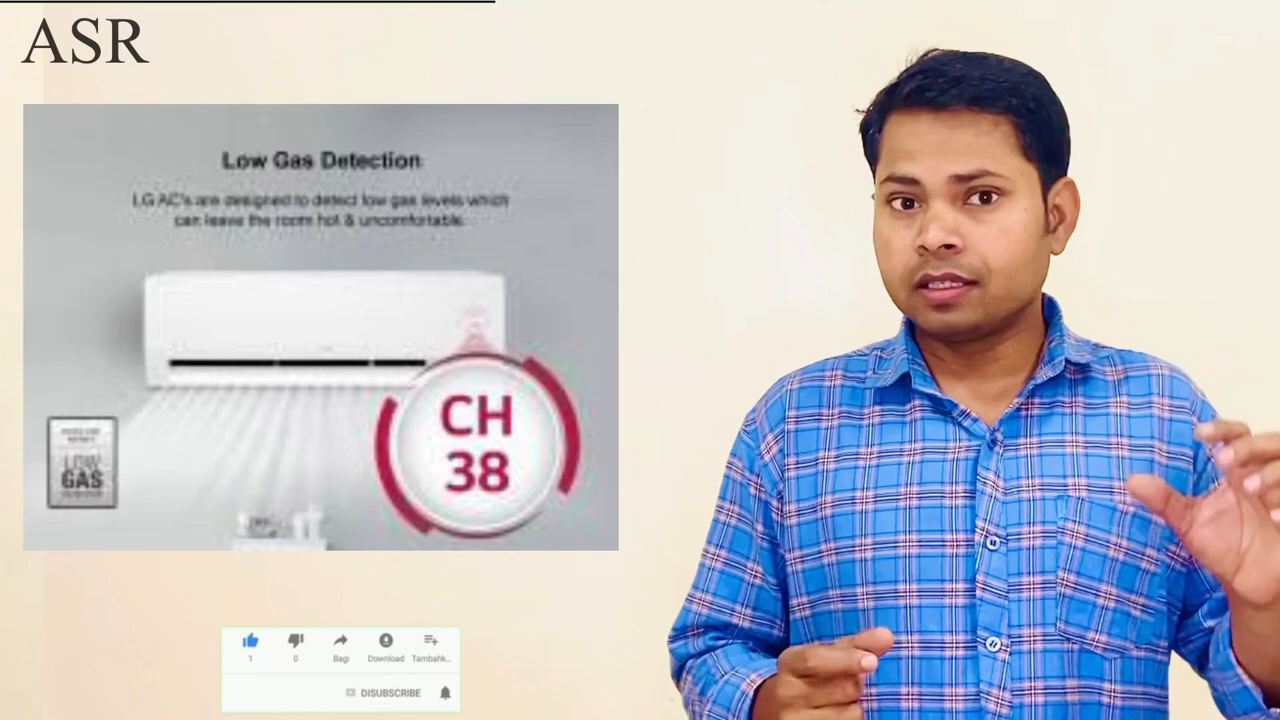 ASR
Low Gas Detection
LG AC's are designed to detect low gas levels which
can leave the room hot & uncomfortable.
CH
38
LOW
GAS
1
0
Bagi
Download
Tambahk...
DISUBSCRIBE